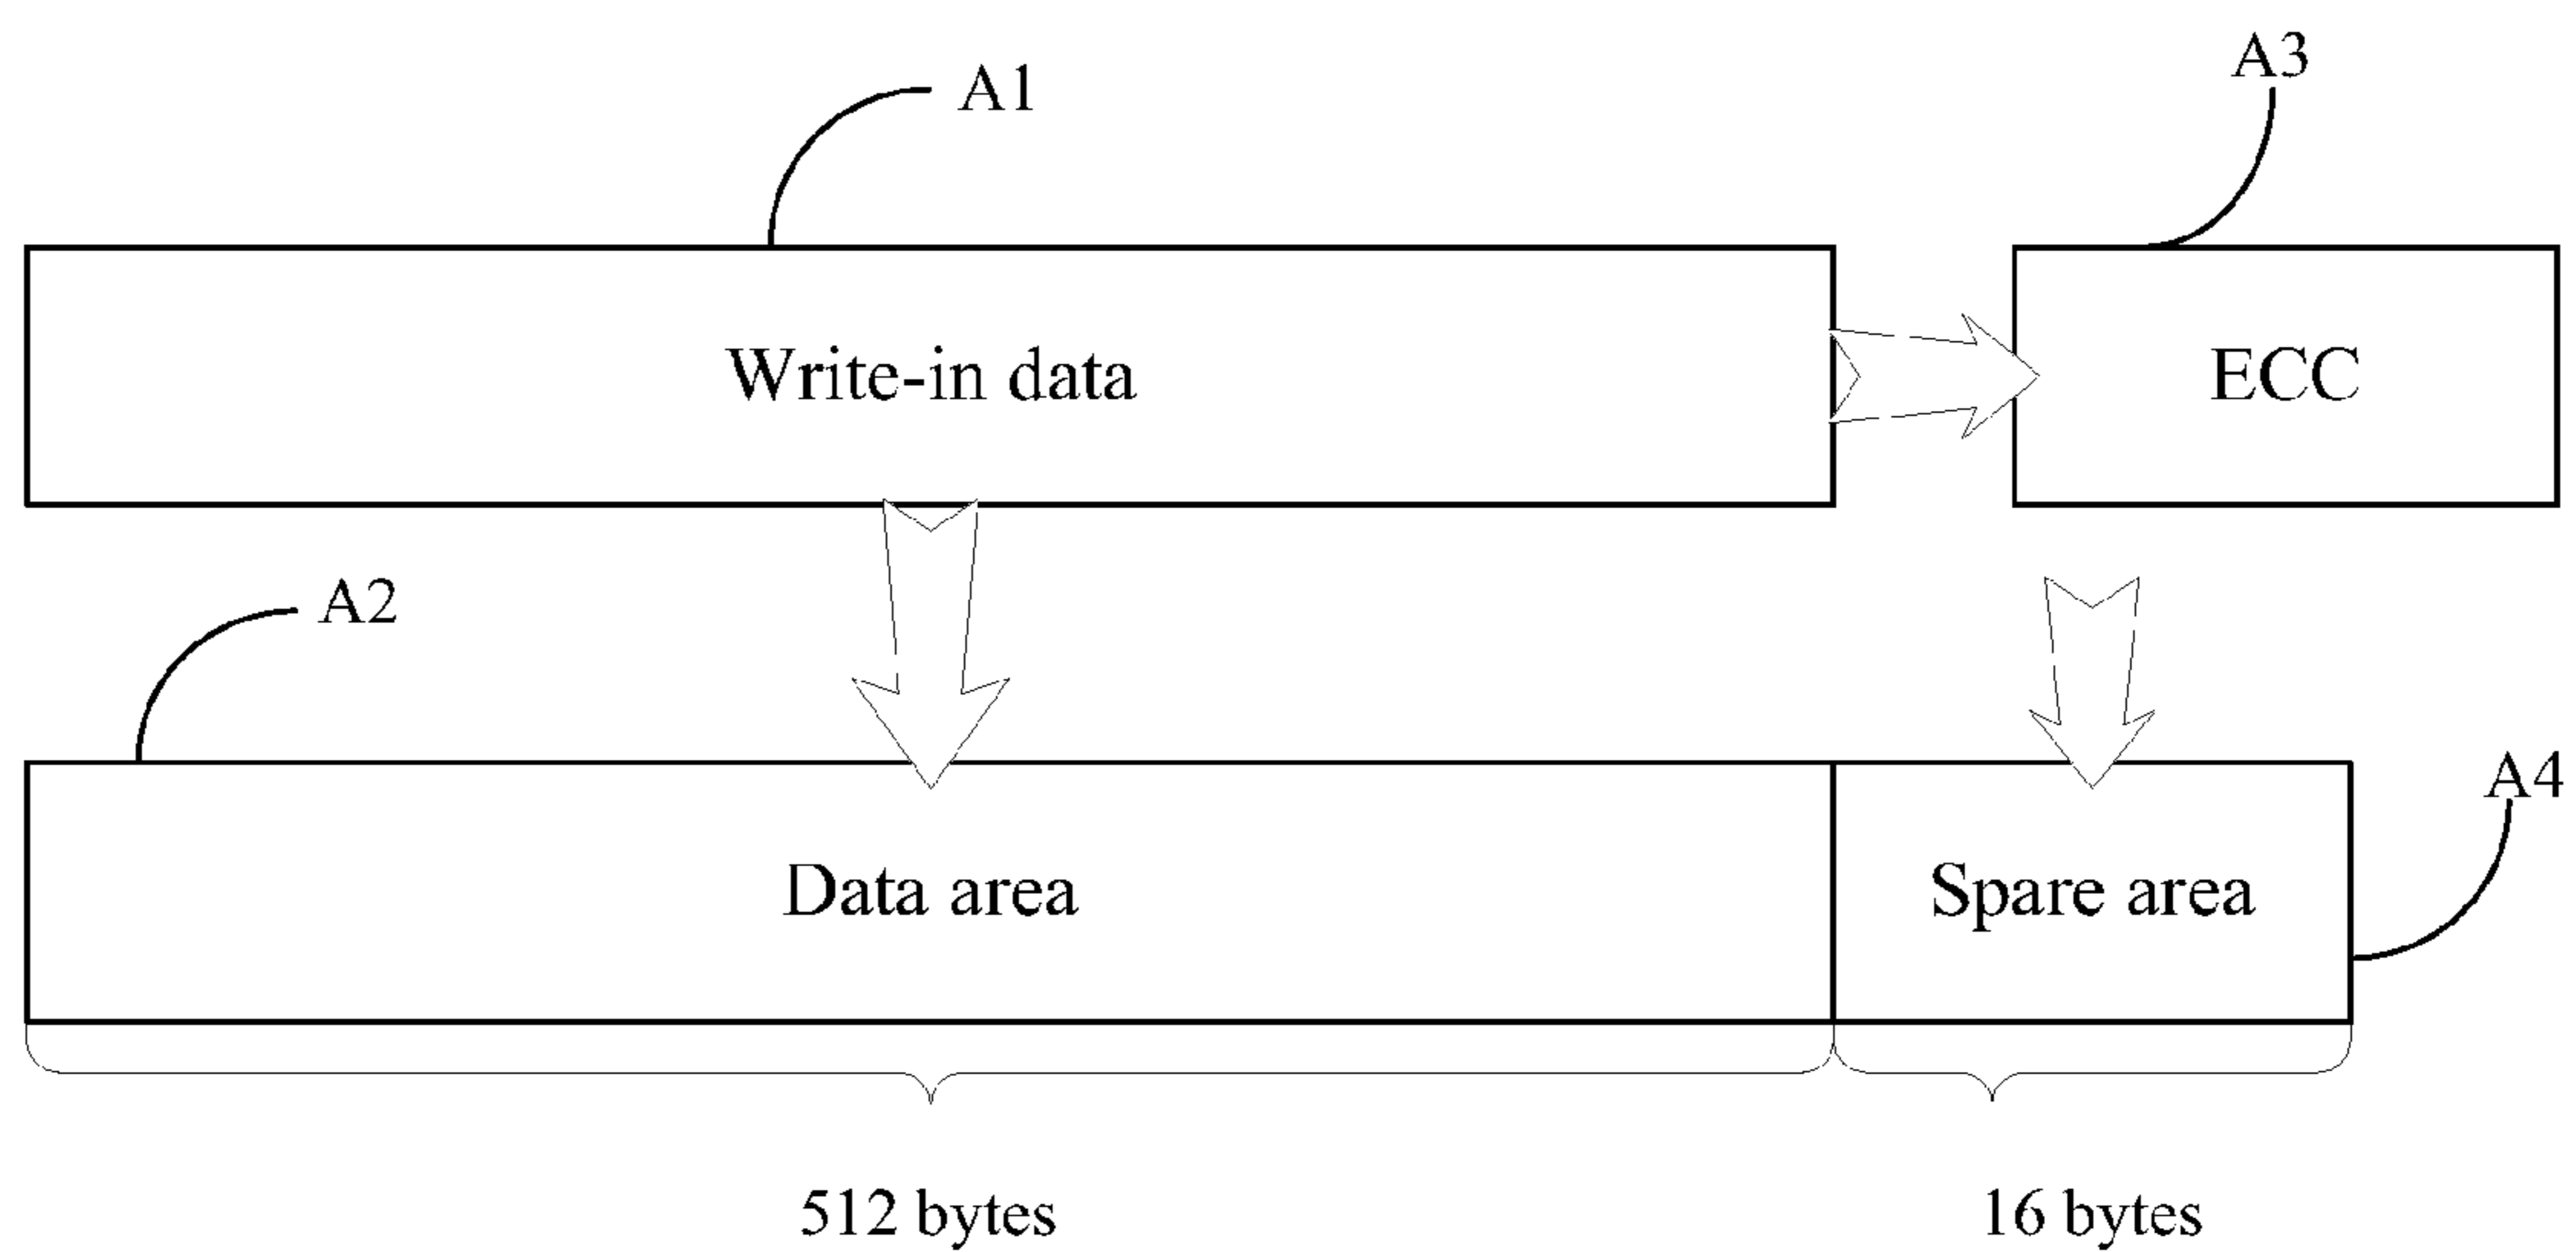 A1
A3
Write-in data
ECC
A2
A4
Data area
Spare area
512 bytes
16 bytes